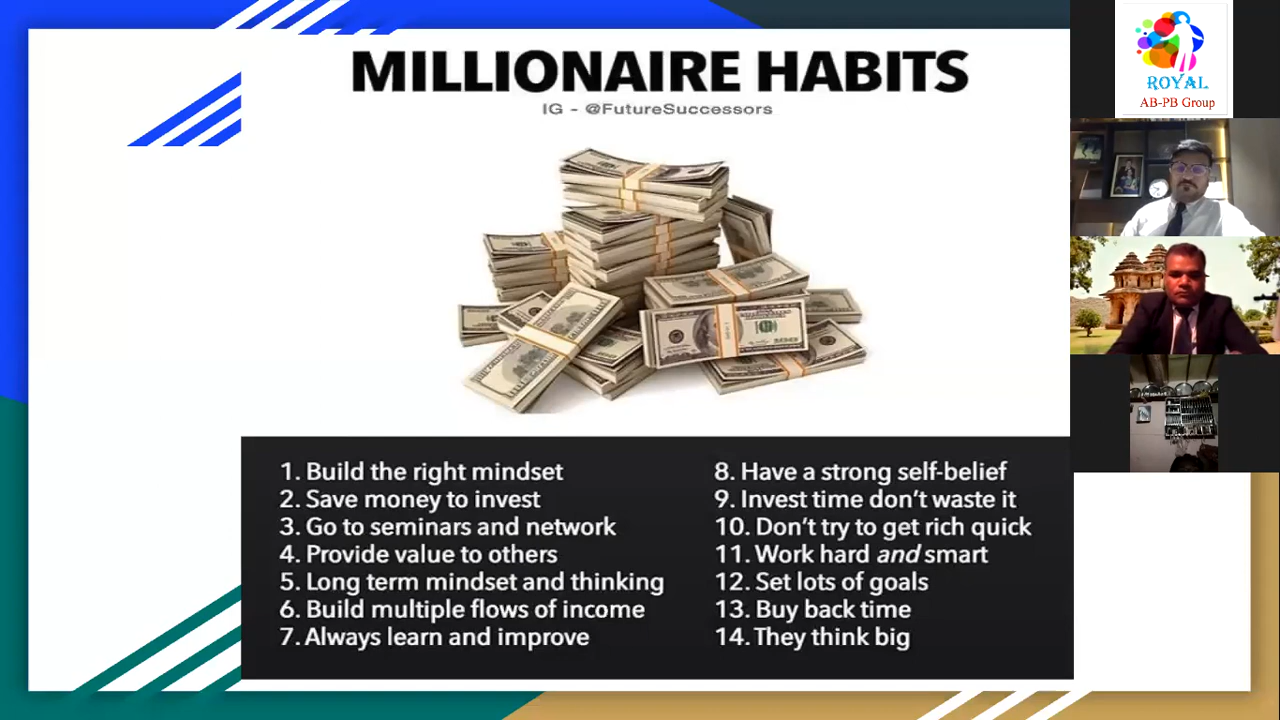 MILLIONAIRE HABITS
IG - @FutureSuccessors
1. Build the right mindset
2. Save money to invest
3. Go to seminars and network
4. Provide value to others
5. Long term mindset and thinking
6. Build multiple flows of income
7. Always learn and improve
8. Have a strong self-belief
9. Invest time don't waste it
10. Don't try to get rich quick
11. Work hard and smart
12. Set lots of goals
13. Buy back time
14. They think big
ROYAL
AB-PB Group